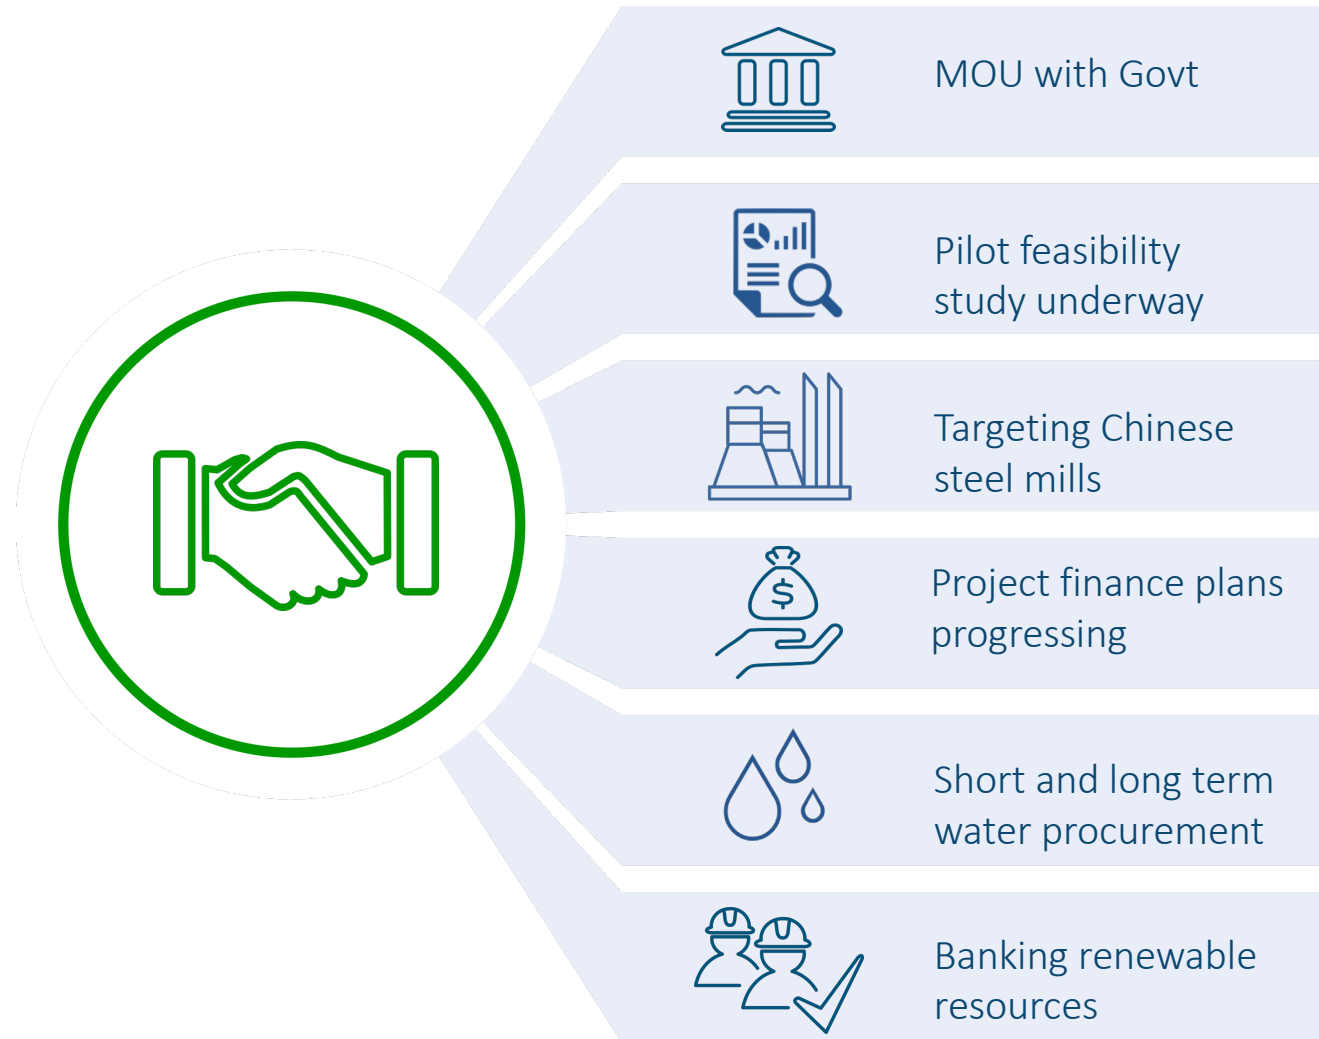 MOU with Govt
Pilot feasibility
study underway
Targeting Chinese
steel mills
$
Project finance plans
progressing
Short and long term
water procurement
Banking renewable
resources